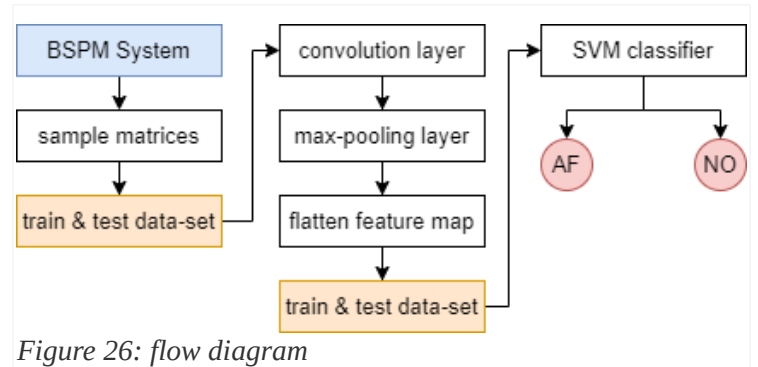 BSPM System
sample matrices
train & test data-set
convolution layer
max-pooling layer
flatten feature map
train & test data-set
SVM classifier
AF
NO
Figure 26: flow diagram